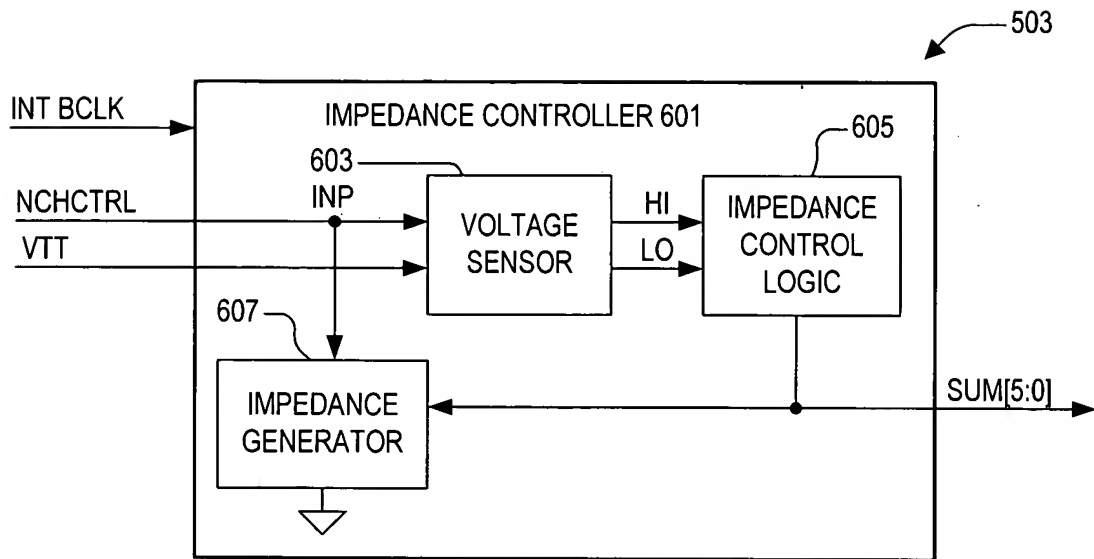 503
INT BCLK
IMPEDANCE CONTROLLER 601
603
605
NCHCTRL
INP
VTT
VOLTAGE
SENSOR
HI
LO
IMPEDANCE
CONTROL
LOGIC
607
IMPEDANCE
GENERATOR
SUM[5:0]